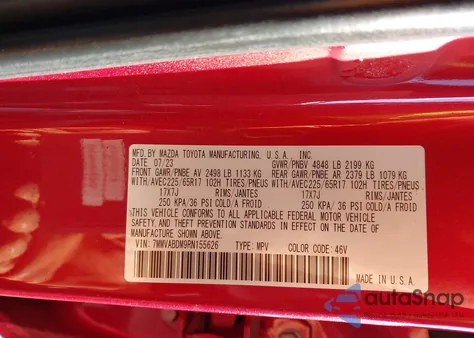 MFD. BY MAZDA TOYOTA MANUFACTURING, U.S.A., INC.
DATE: 07/23 GVWR/PNBV 4848 LB 2199 KG
FRONT GAWR/PNBE AV 2498 LB 1133 KG REAR GAWR/PNBE AR 2379 LB 1079 KG
WITH/AVEC225/65R17 102H TIRES/PNEUS WITH/AVEC225/65R17 102H TIRES/PNEUS
17X7J RIMS/JANTES 17X7J RIMS/JANTES
250 KPA/ 36 PSI COLD/A FROID 250 KPA/ 36 PSI COLD/A FROID
THIS VEHICLE CONFORMS TO ALL APPLICABLE FEDERAL MOTOR VEHICLE
SAFETY, AND THEFT PREVENTION STANDARDS IN EFFECT ON THE DATE OF
MANUFACTURE SHOWN ABOVE.
VIN: 7MMVABDM9RN155626 TYPE: MPV COLOR CODE: 46V
MADE IN U.S.A.
autoSnap